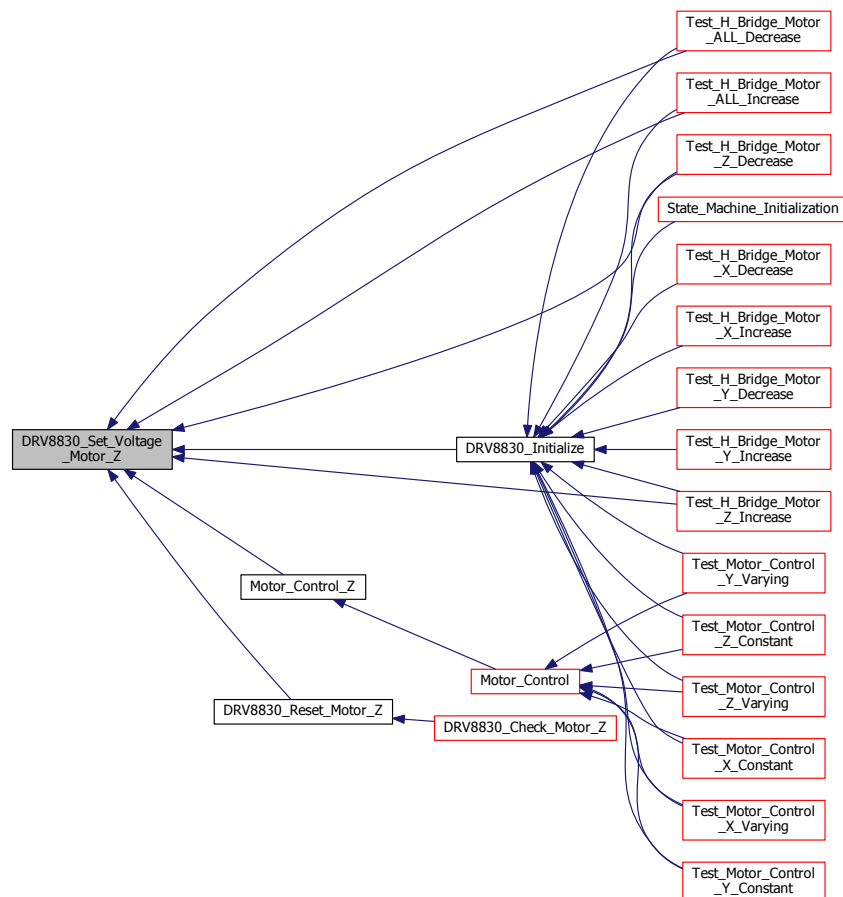 Test_H_Bridge_Motor
_ALL_Decrease
Test_H_Bridge_Motor
_ALL_Increase
Test_H_Bridge_Motor
_Z_Decrease
State_Machine_Initialization
Test_H_Bridge_Motor
_X_Decrease
Test_H_Bridge_Motor
_X_Increase
Test_H_Bridge_Motor
_Y_Decrease
DRV8830_Set_Voltage
_Motor_Z
DRV8830_Initialize
Test_H_Bridge_Motor
_Y_Increase
Test_H_Bridge_Motor
_Z_Increase
Test_Motor_Control
_Y_Varying
Motor_Control_Z
Test_Motor_Control
_Z_Constant
Motor_Control
Test_Motor_Control
_Z_Varying
DRV8830_Reset_Motor_Z
DRV8830_Check_Motor_Z
Test_Motor_Control
_X_Constant
Test_Motor_Control
_X_Varying
Test_Motor_Control
_Y_Constant